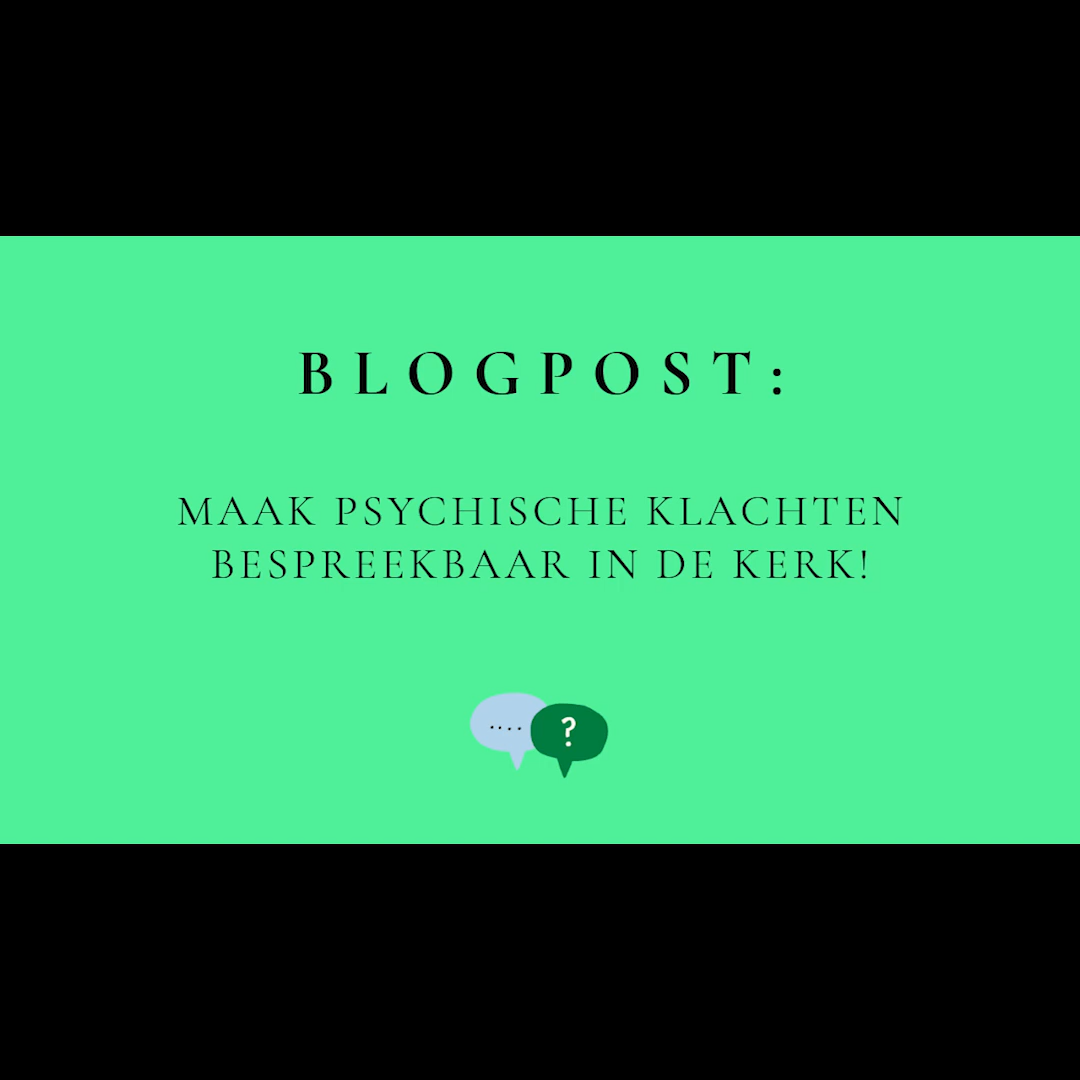 BLOGPOST:
MAAK PSYCHISCHE KLACHTEN
BESPREEKBAAR IN DE KERK!
.... ?